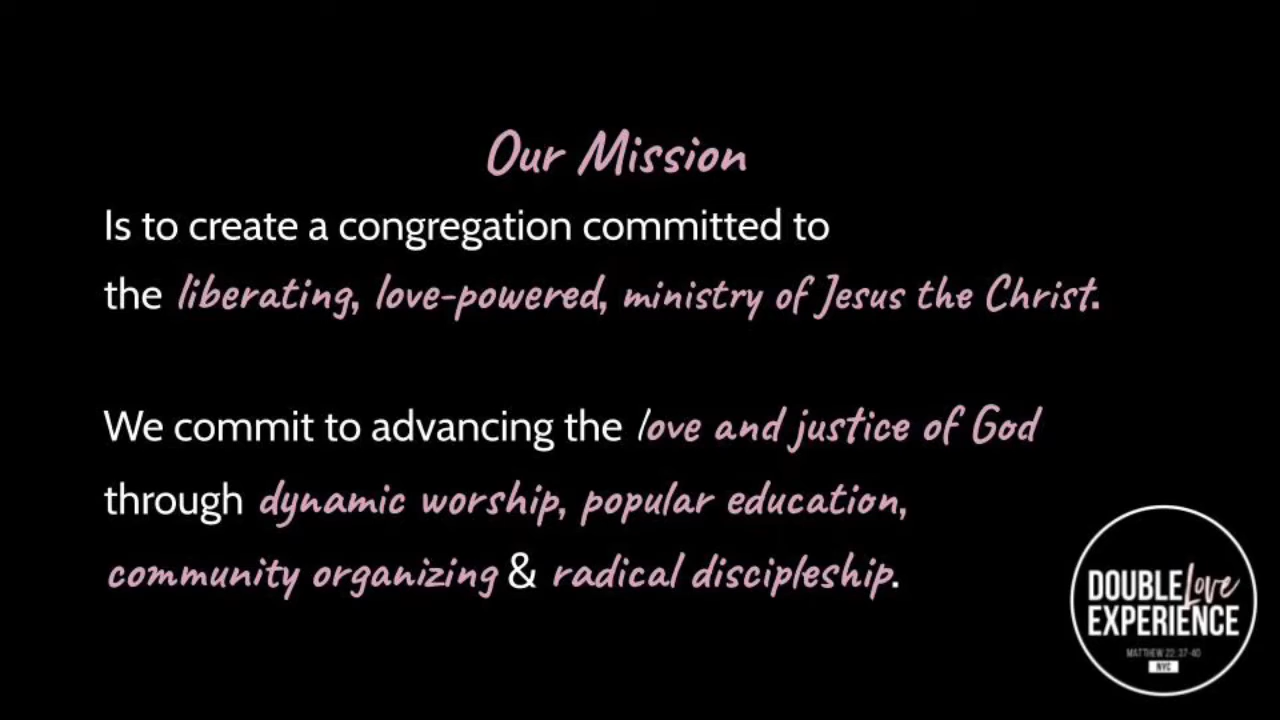 Our Mission
Is to create a congregation committed to
the liberating, love-powered, ministry of Jesus the Christ.
We commit to advancing the love and justice of God
through dynamic worship, popular education,
community organizing & radical discipleship.
DOUBLE Love
EXPERIENCE
MATTHEW 22:37-40
NYC